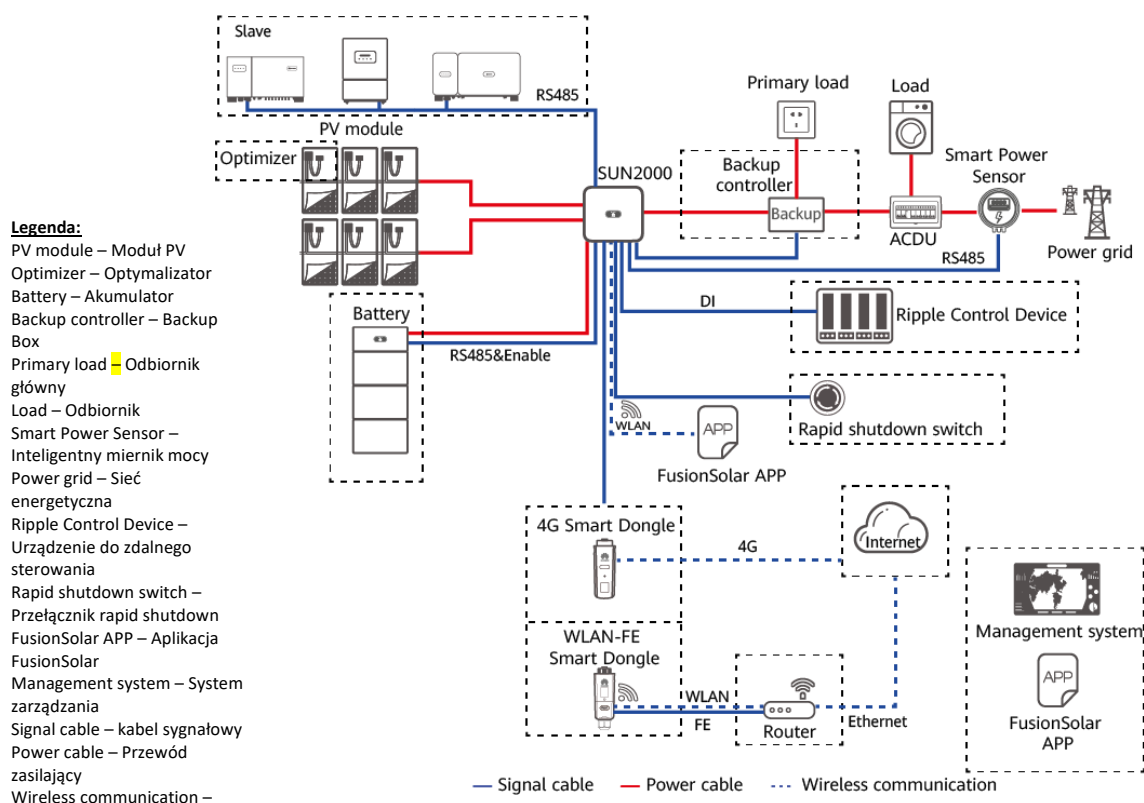 Slave
RS485
PV module
Optimizer
SUN2000
Primary load
Load
Backup
controller
Smart Power
Sensor
Backup
ACDU
Power grid
RS485
DI
Ripple Control Device
Battery
RS485&Enable
Rapid shutdown switch
WLAN
APP
FusionSolar APP
4G Smart Dongle
4G
Internet
WLAN-FE
Smart Dongle
WLAN
FE
Router
Ethernet
Management system
APP
FusionSolar
APP
Signal cable
Power cable
Wireless communication
Legenda:
PV module – Moduł PV
Optimizer – Optymalizator
Battery – Akumulator
Backup controller – Backup
Box
Primary load – Odbiornik
główny
Load – Odbiornik
Smart Power Sensor –
Inteligentny miernik mocy
Power grid – Sieć
energetyczna
Ripple Control Device –
Urządzenie do zdalnego
sterowania
Rapid shutdown switch –
Przełącznik rapid shutdown
FusionSolar APP – Aplikacja
FusionSolar
Management system – System
zarządzania
Signal cable – kabel sygnałowy
Power cable – Przewód
zasilający
Wireless communication –